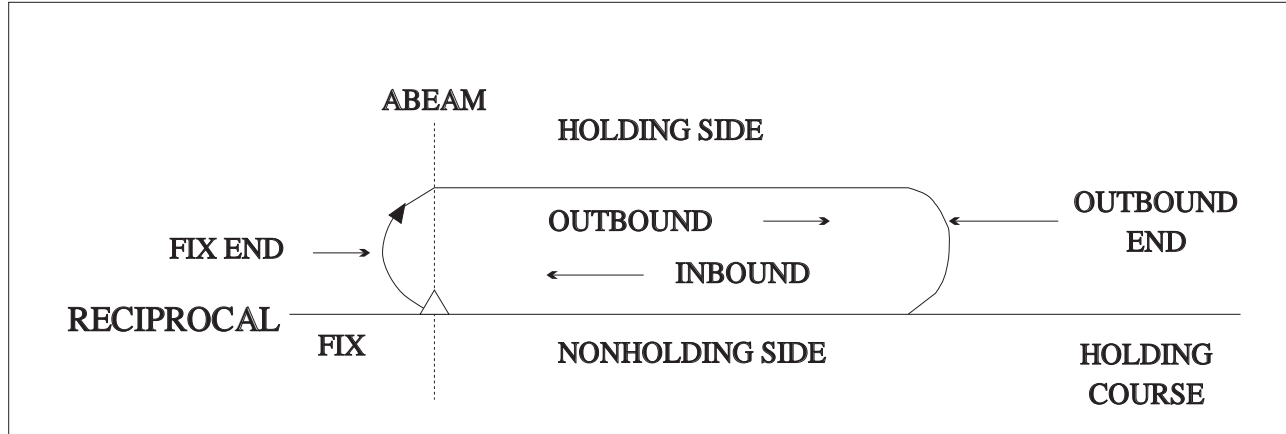 ABEAM
HOLDING SIDE
OUTBOUND
OUTBOUND
END
FIX END
INBOUND
RECIPROCAL
FIX
NONHOLDING SIDE
HOLDING
COURSE